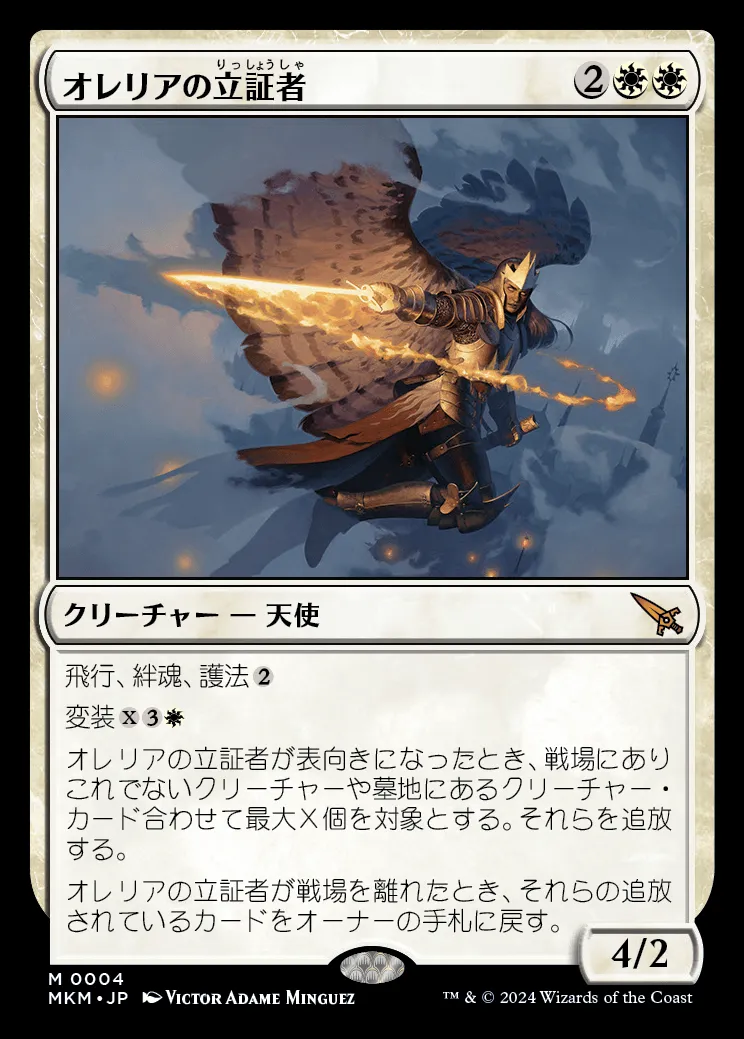 りっしょうしゃ
オレリアの立証者 2
クリーチャー — 天使
飛行、絆魂、護法2
変装X3
オレリアの立証者が表向きになったとき、戦場にあり
これでないクリーチャーや墓地にあるクリーチャー・
カード合わせて最大X個を対象とする。それらを追放
する。
オレリアの立証者が戦場を離れたとき、それらの追放
されているカードをオーナーの手札に戻す。
4/2
M 0004
MKM • JP VICTOR ADAME MINGUEZ ™ & © 2024 Wizards of the Coast